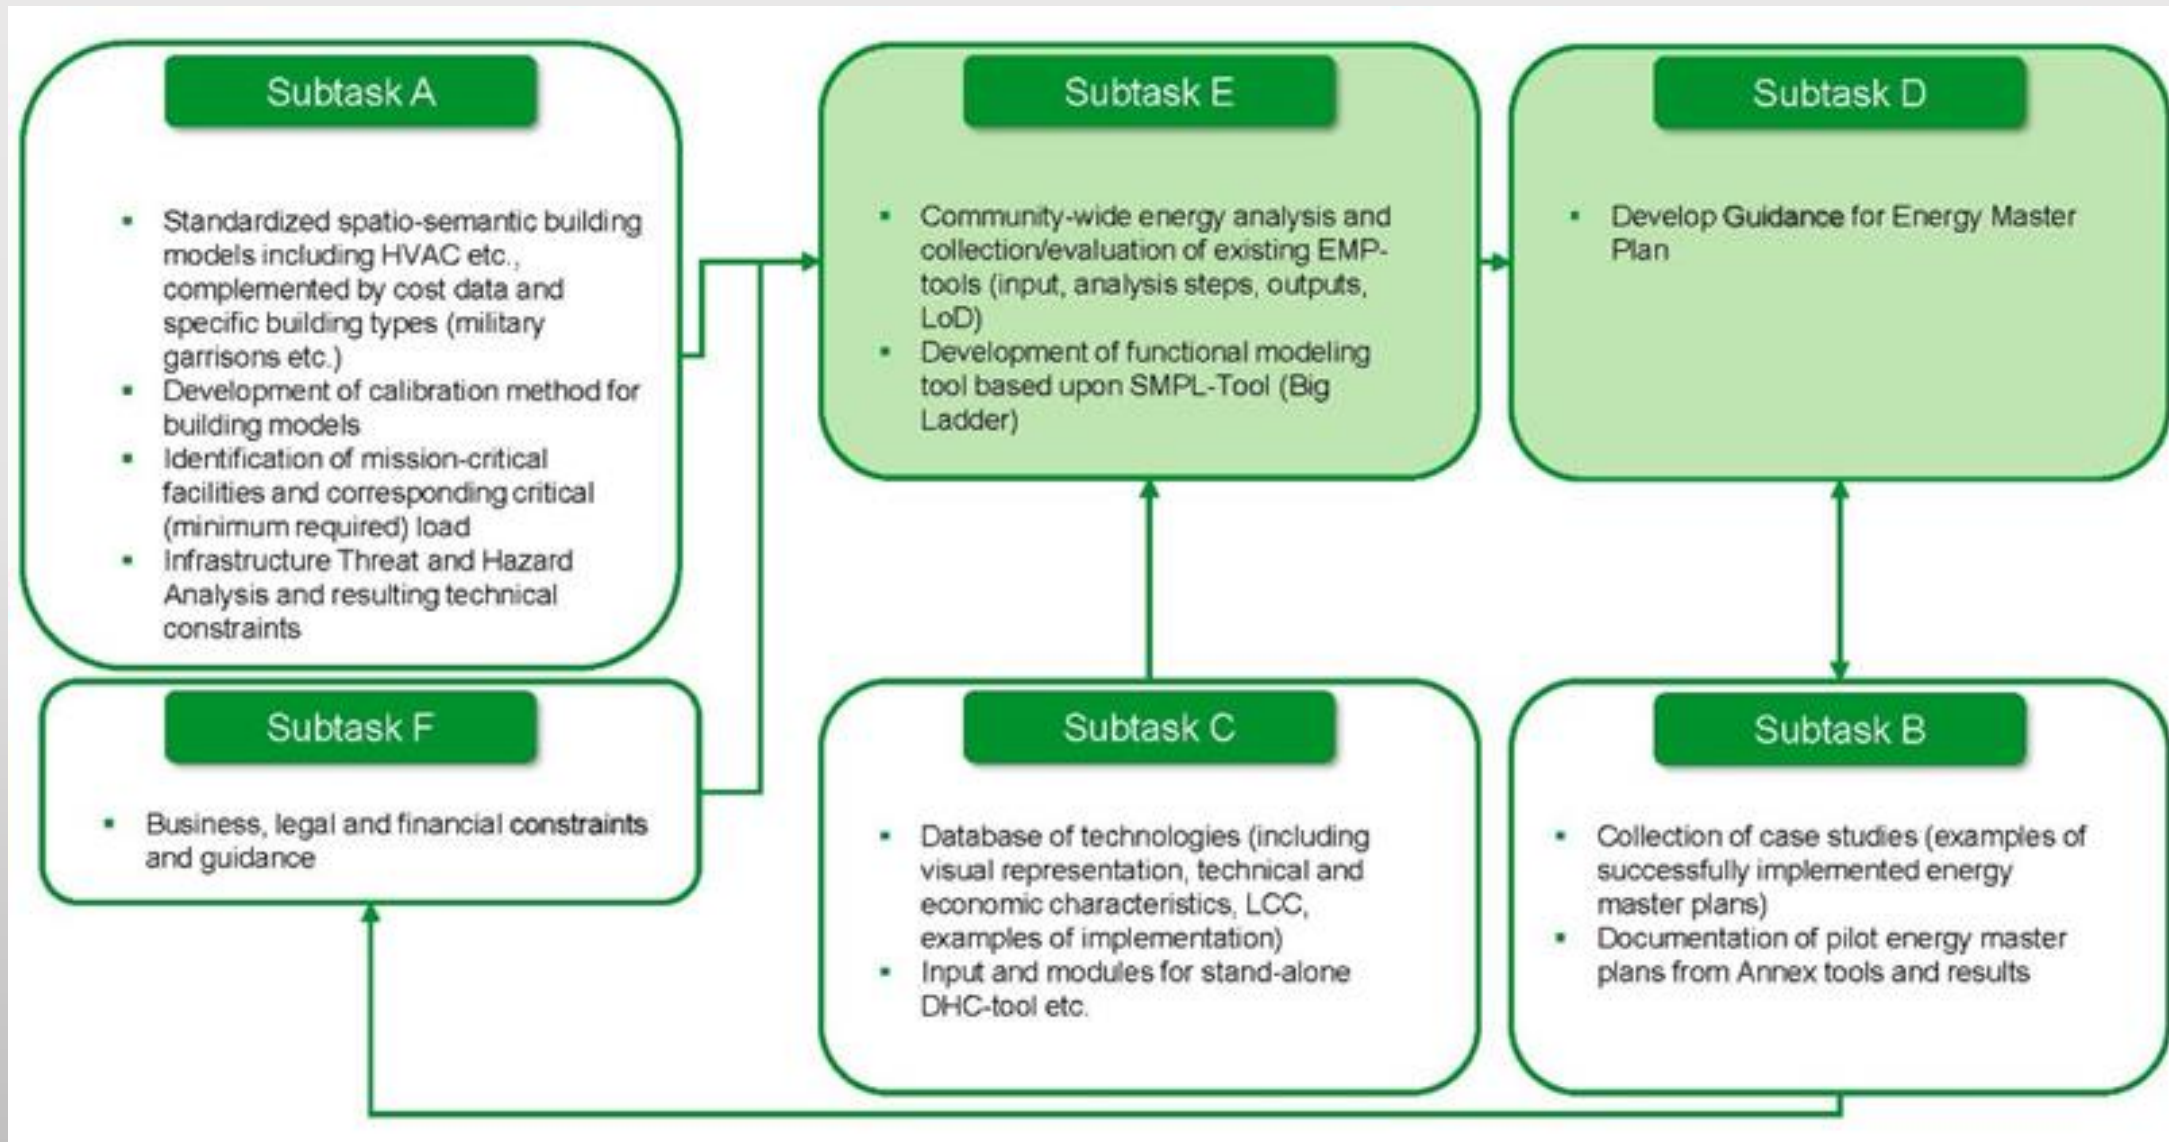 Subtask A
▪ Standardized spatio-semantic building
models including HVAC etc.,
complemented by cost data and
specific building types (military
garrisons etc.)
▪ Development of calibration method for
building models
▪ Identification of mission-critical
facilities and corresponding critical
(minimum required) load
▪ Infrastructure Threat and Hazard
Analysis and resulting technical
constraints
Subtask E
▪ Community-wide energy analysis and
collection/evaluation of existing EMP-
tools (input, analysis steps, outputs,
LoD)
▪ Development of functional modeling
tool based upon SMPL-Tool (Big
Ladder)
Subtask D
▪ Develop Guidance for Energy Master
Plan
Subtask F
▪ Business, legal and financial constraints
and guidance
Subtask C
▪ Database of technologies (including
visual representation, technical and
economic characteristics, LCC,
examples of implementation)
▪ Input and modules for stand-alone
DHC-tool etc.
Subtask B
▪ Collection of case studies (examples of
successfully implemented energy
master plans)
▪ Documentation of pilot energy master
plans from Annex tools and results